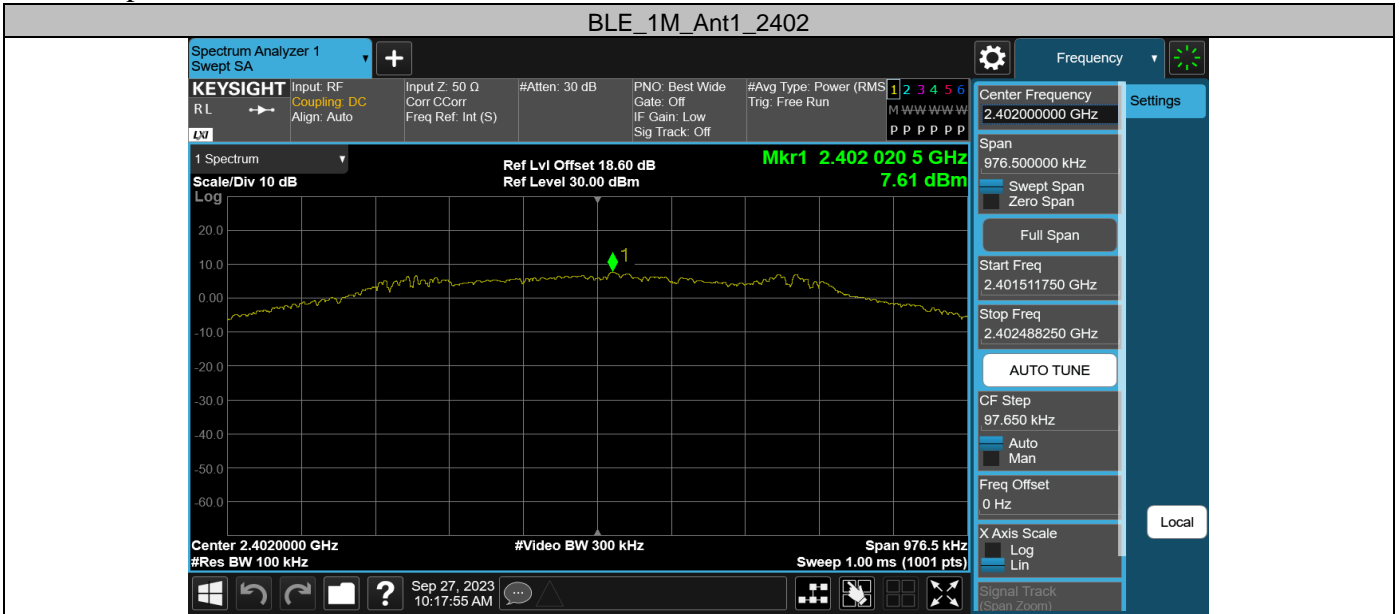 BLE_1M_Ant1_2402
Spectrum Analyzer 1
Swept SA
Frequency
KEYSIGHT
RL
LXI
Input: RF
Coupling: DC
Align: Auto
Input Z: 50 Ω
Corr CCorr
Freq Ref: Int (S)
#Atten: 30 dB
PNO: Best Wide
Gate: Off
IF Gain: Low
Sig Track: Off
#Avg Type: Power (RMS
Trig: Free Run
1 2 3 4 5 6
M W W W W W
P P P P P P
1 Spectrum
Scale/Div 10 dB
Log
Ref Lvl Offset 18.60 dB
Ref Level 30.00 dBm
Mkr1 2.402 020 5 GHz
7.61 dBm
20.0
10.0
0.00
-10.0
-20.0
-30.0
-40.0
-50.0
-60.0
1
Center 2.4020000 GHz
#Res BW 100 kHz
#Video BW 300 kHz
Span 976.5 kHz
Sweep 1.00 ms (1001 pts)
Center Frequency
2.402000000 GHz
Span
976.500000 kHz
Swept Span
Zero Span
Full Span
Start Freq
2.401511750 GHz
Stop Freq
2.402488250 GHz
AUTO TUNE
CF Step
97.650 kHz
Auto
Man
Freq Offset
0 Hz
X Axis Scale
Log
Lin
Signal Track
(Span Zoom)
Settings
Local
?
Sep 27, 2023
10:17:55 AM